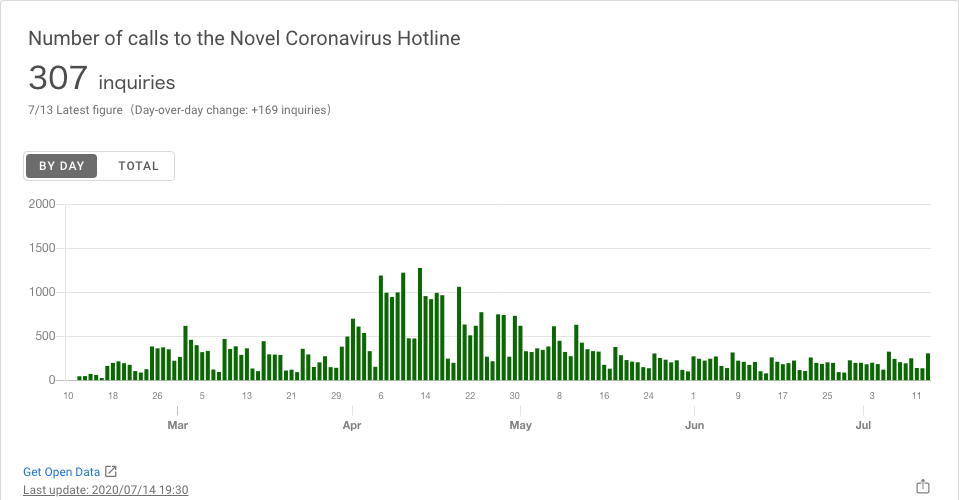 Number of calls to the Novel Coronavirus Hotline
307 inquiries
7/13 Latest figure（Day-over-day change: +169 inquiries）
BY DAY TOTAL
2000
1500
1000
500
0
10 18 26 5 13 21 29 6 14 22 30 8 16 24 1 9 17 25 3 11
Mar Apr May Jun Jul
Get Open Data
Last update: 2020/07/14 19:30